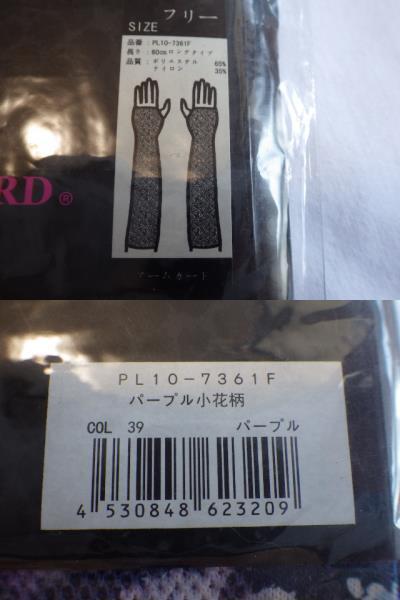 フリー
SIZE
品番：PL10-7361F
長さ：60cmロングタイプ
品質：ポリエステル 65%
ナイロン 35%
RD®
アームカート
PL10-7361F
パープル小花柄
COL 39 パープル
4 530848 623209